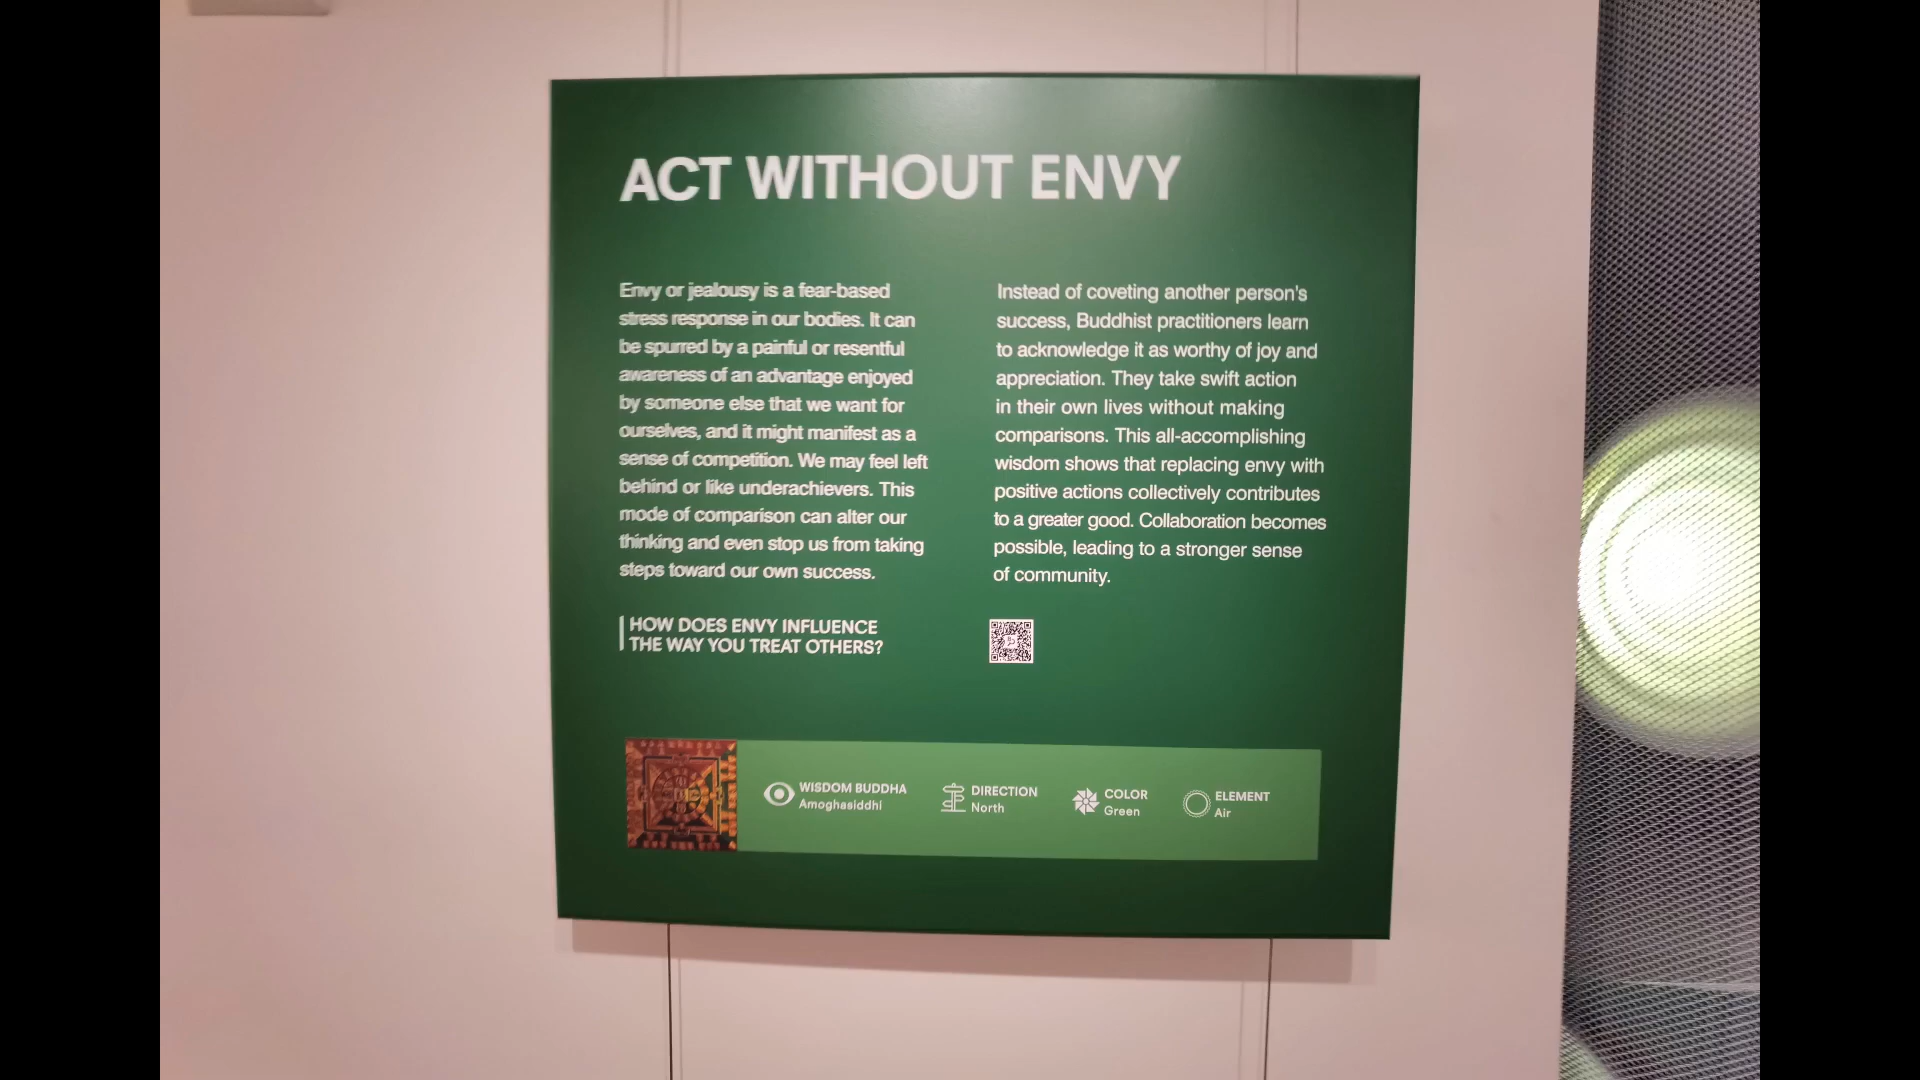 ACT WITHOUT ENVY
Envy or jealousy is a fear-based
stress response in our bodies. It can
be spurred by a painful or resentful
awareness of an advantage enjoyed
by someone else that we want for
ourselves, and it might manifest as a
sense of competition. We may feel left
behind or like underachievers. This
mode of comparison can alter our
thinking and even stop us from taking
steps toward our own success.
HOW DOES ENVY INFLUENCE
THE WAY YOU TREAT OTHERS?
Instead of coveting another person's
success, Buddhist practitioners learn
to acknowledge it as worthy of joy and
appreciation. They take swift action
in their own lives without making
comparisons. This all-accomplishing
wisdom shows that replacing envy with
positive actions collectively contributes
to a greater good. Collaboration becomes
possible, leading to a stronger sense
of community.
WISDOM BUDDHA
Amoghasiddhi
DIRECTION
North
COLOR
Green
ELEMENT
Air